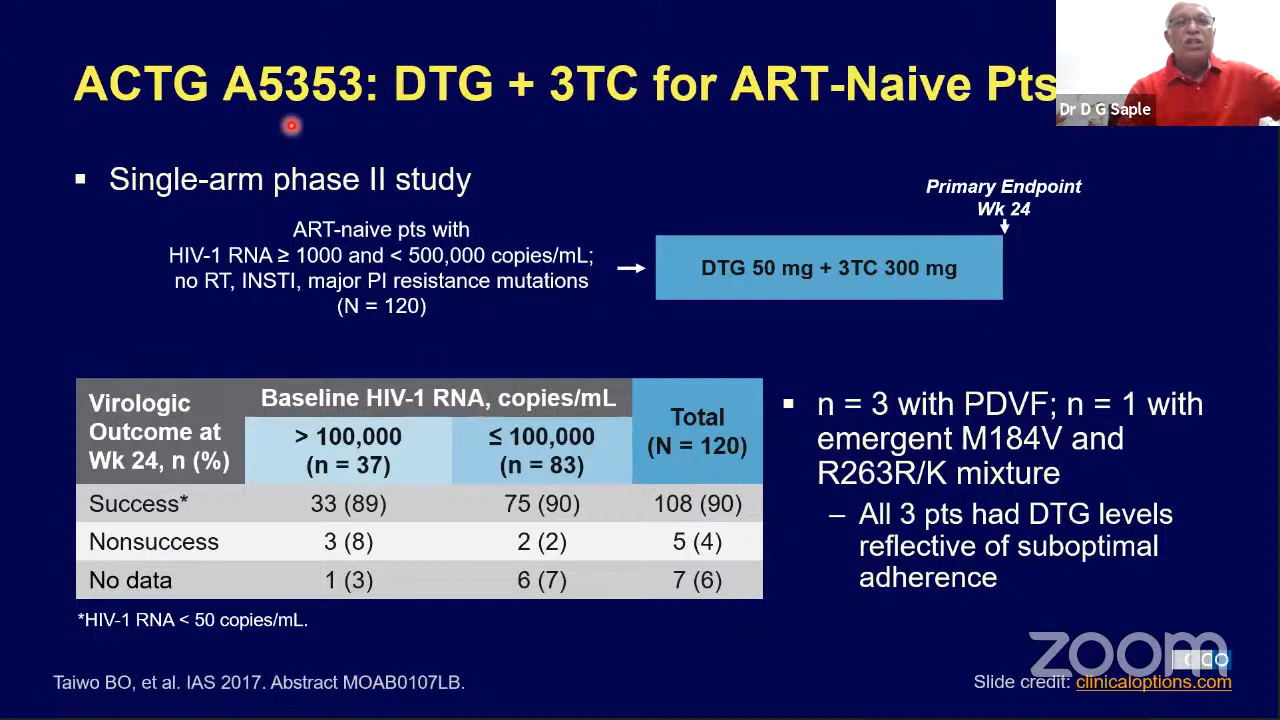 ACTG A5353: DTG + 3TC for ART-Naive Pts
Dr D G Saple
▪ Single-arm phase II study
Primary Endpoint
Wk 24
ART-naive pts with
HIV-1 RNA ≥ 1000 and < 500,000 copies/mL;
no RT, INSTI, major PI resistance mutations
(N = 120)
DTG 50 mg + 3TC 300 mg
Virologic
Outcome at
Wk 24, n (%)
Baseline HIV-1 RNA, copies/mL
> 100,000
(n = 37)
≤ 100,000
(n = 83)
Total
(N = 120)
Success* 33 (89) 75 (90) 108 (90)
Nonsuccess 3 (8) 2 (2) 5 (4)
No data 1 (3) 6 (7) 7 (6)
*HIV-1 RNA < 50 copies/mL.
▪ n = 3 with PDVF; n = 1 with
emergent M184V and
R263R/K mixture
– All 3 pts had DTG levels
reflective of suboptimal
adherence
zoom
Taiwo BO, et al. IAS 2017. Abstract MOAB0107LB.
Slide credit: clinicaloptions.com